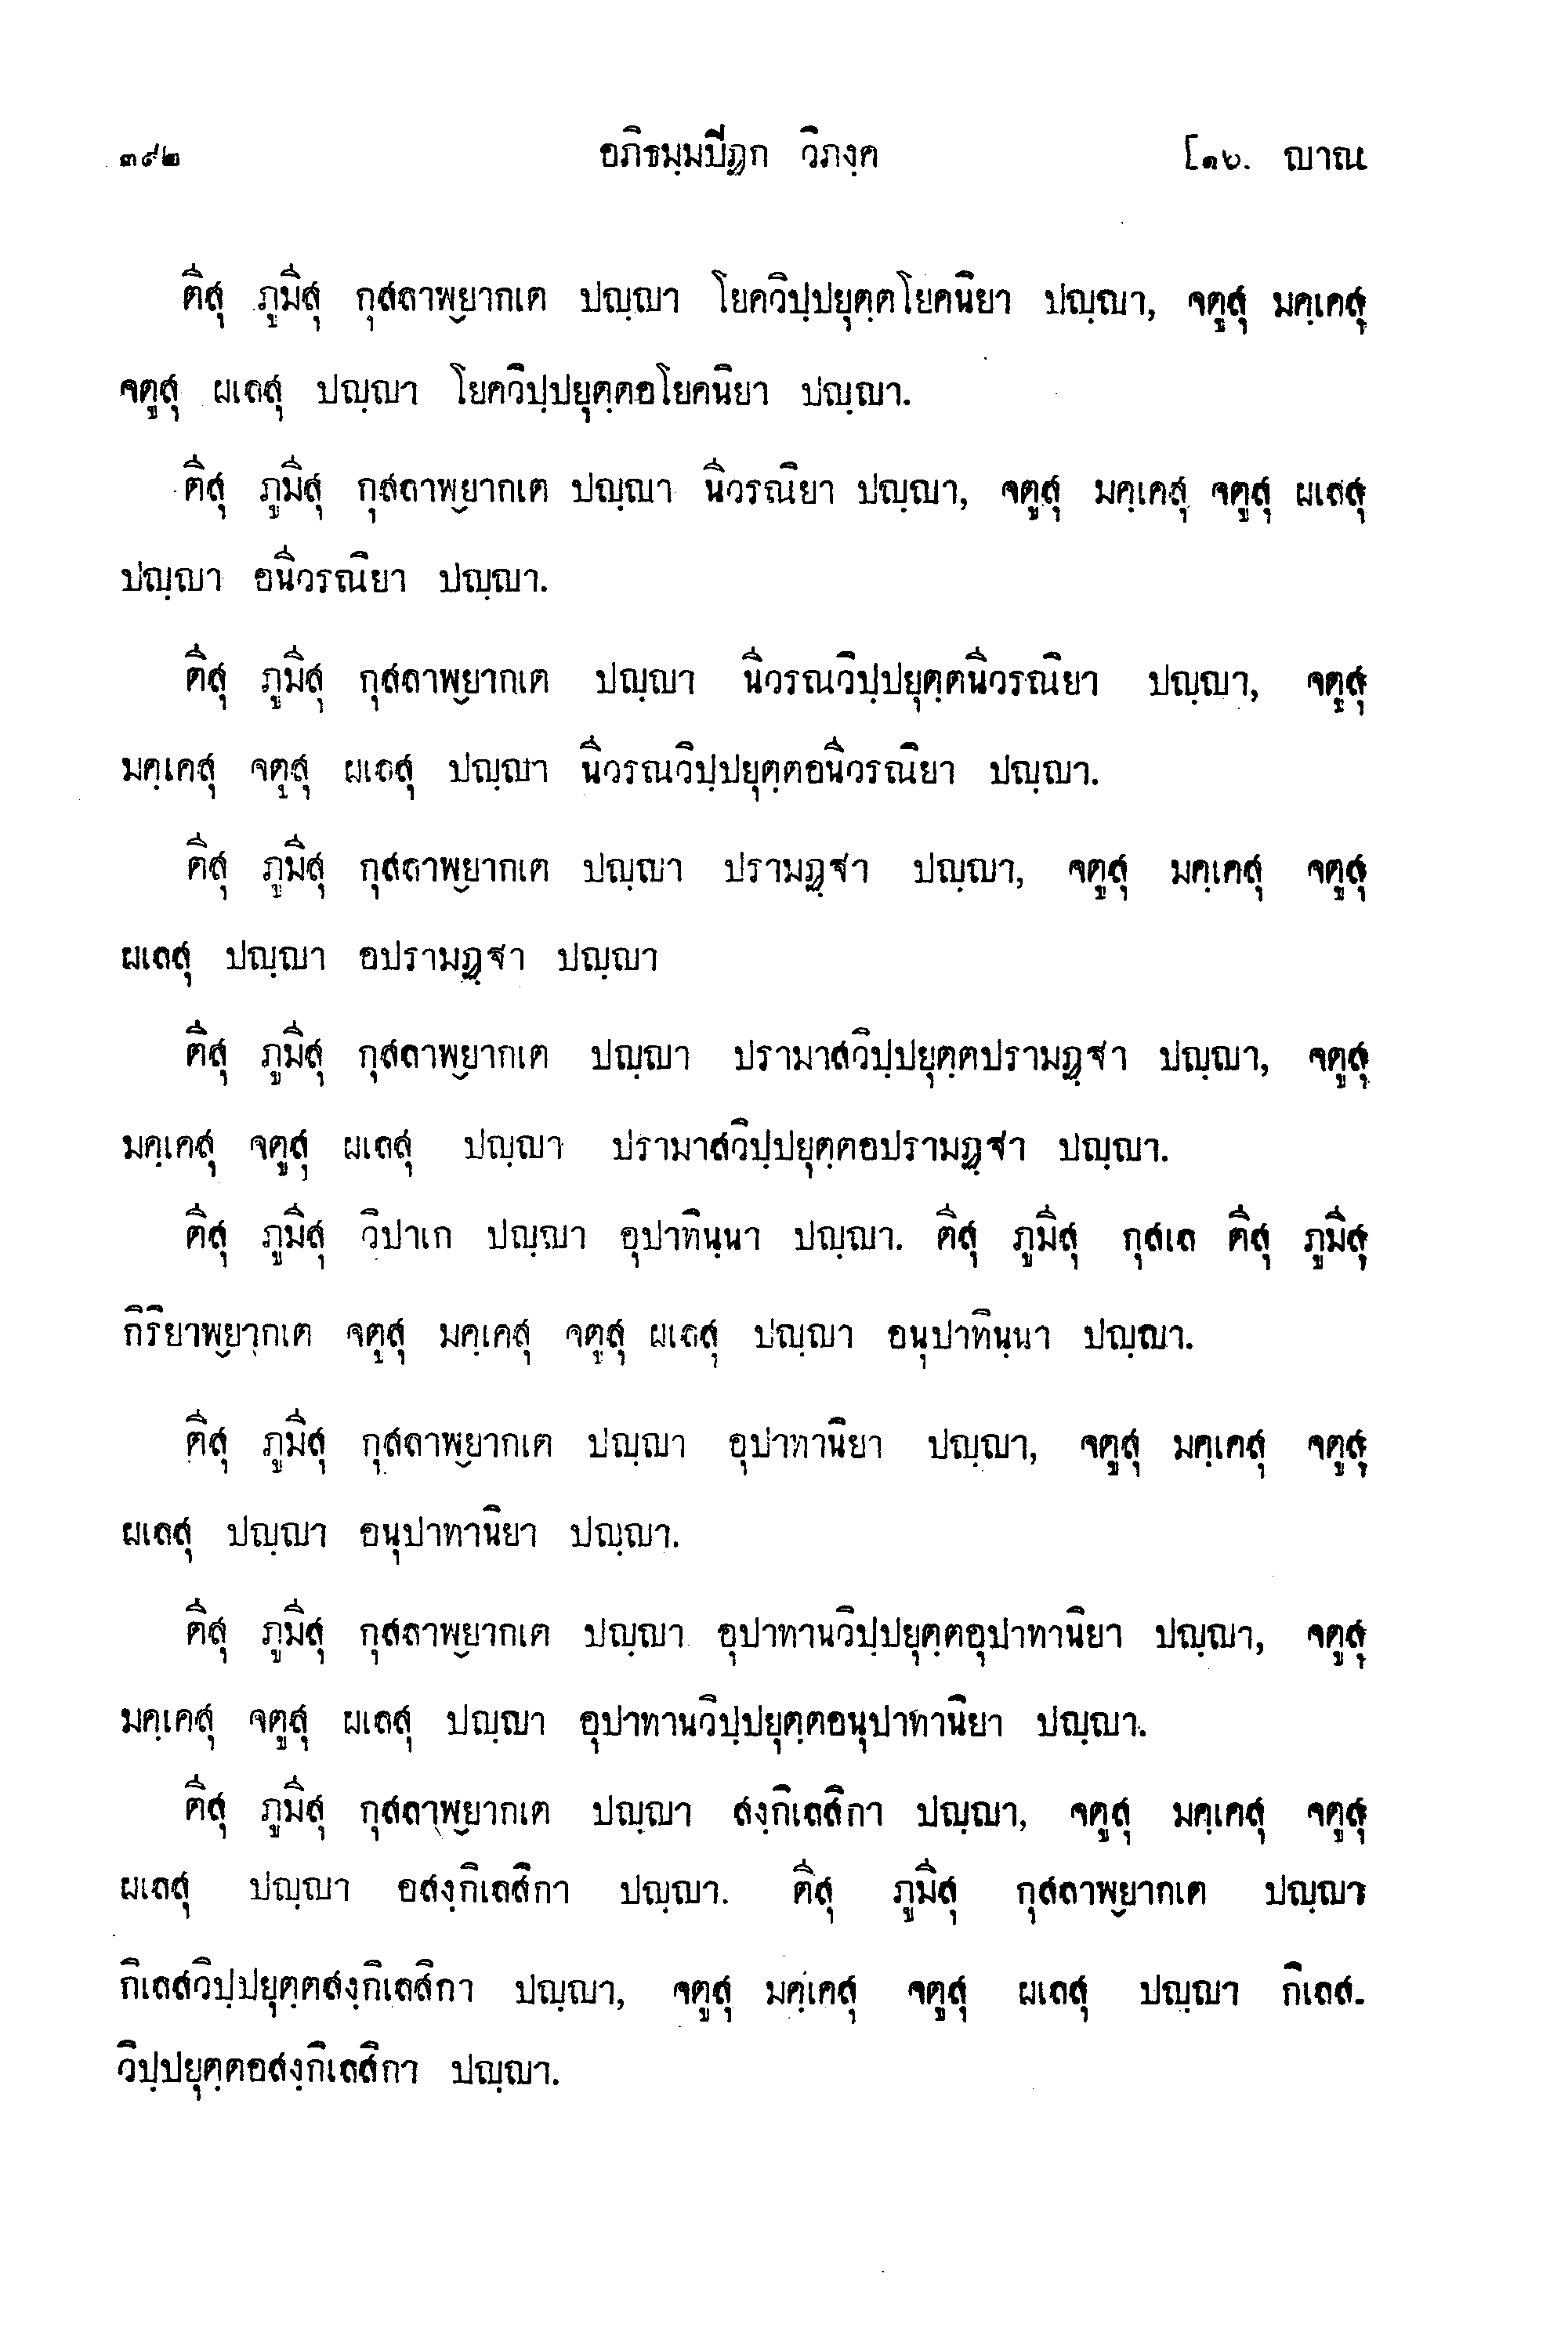 ๓๙๒ อภิธมฺมปีฏก วิภงฺค [๑๖. ญาณ
ตีสุ ภูมีสุ กุสลาพฺยากเต ปญฺญา โยควิปฺปยุตฺตโยคนิยา ปญฺญา, จตูสุ มคฺเคสุ
จตูสุ ผเลสุ ปญฺญา โยควิปฺปยุตฺตอโยคนิยา ปญฺญา.
ตีสุ ภูมีสุ กุสลาพฺยากเต ปญฺญา นีวรณิยา ปญฺญา, จตูสุ มคฺเคสุ จตูสุ ผเลสุ
ปญฺญา อนีวรณิยา ปญฺญา.
ตีสุ ภูมีสุ กุสลาพฺยากเต ปญฺญา นีวรณวิปฺปยุตฺตนีวรณิยา ปญฺญา, จตูสุ
มคฺเคสุ จตุสุ ผเลสุ ปญฺญา นีวรณวิปฺปยุตฺตอนีวรณิยา ปญฺญา.
ตีสุ ภูมีสุ กุสลาพฺยากเต ปญฺญา ปรามฏฺฐา ปญฺญา, จตูสุ มคฺเคสุ จตูสุ
ผเลสุ ปญฺญา อปรามฏฺฐา ปญฺญา
ตีสุ ภูมีสุ กุสลาพฺยากเต ปญฺญา ปรามาสวิปฺปยุตฺตปรามฏฺฐา ปญฺญา, จตูสุ
มคฺเคสุ จตูสุ ผเลสุ ปญฺญา ปรามาสวิปฺปยุตฺตอปรามฏฺฐา ปญฺญา.
ตีสุ ภูมีสุ วิปาเก ปญฺญา อุปาทินฺนา ปญฺญา. ตีสุ ภูมีสุ กุสเล ตีสุ ภูมีสุ
กิริยาพฺยากเต จตูสุ มคฺเคสุ จตูสุ ผเลสุ ปญฺญา อนุปาทินฺนา ปญฺญา.
ตีสุ ภูมีสุ กุสลาพฺยากเต ปญฺญา อุปาทานิยา ปญฺญา, จตูสุ มคฺเคสุ จตูสุ
ผเลสุ ปญฺญา อนุปาทานิยา ปญฺญา.
ตีสุ ภูมีสุ กุสลาพฺยากเต ปญฺญา อุปาทานวิปฺปยุตฺตอุปาทานิยา ปญฺญา, จตูสุ
มคฺเคสุ จตูสุ ผเลสุ ปญฺญา อุปาทานวิปฺปยุตฺตอนุปาทานิยา ปญฺญา.
ตีสุ ภูมีสุ กุสลาพฺยากเต ปญฺญา สงฺกิเลสิกา ปญฺญา, จตูสุ มคฺเคสุ จตูสุ
ผเลสุ ปญฺญา อสงฺกิเลสิกา ปญฺญา. ตีสุ ภูมีสุ กุสลาพฺยากเต ปญฺญา
กิเลสวิปฺปยุตฺตสงฺกิเลสิกา ปญฺญา, จตูสุ มคฺเคสุ จตูสุ ผเลสุ ปญฺญา กิเลส-
วิปฺปยุตฺตอสงฺกิเลสิกา ปญฺญา.